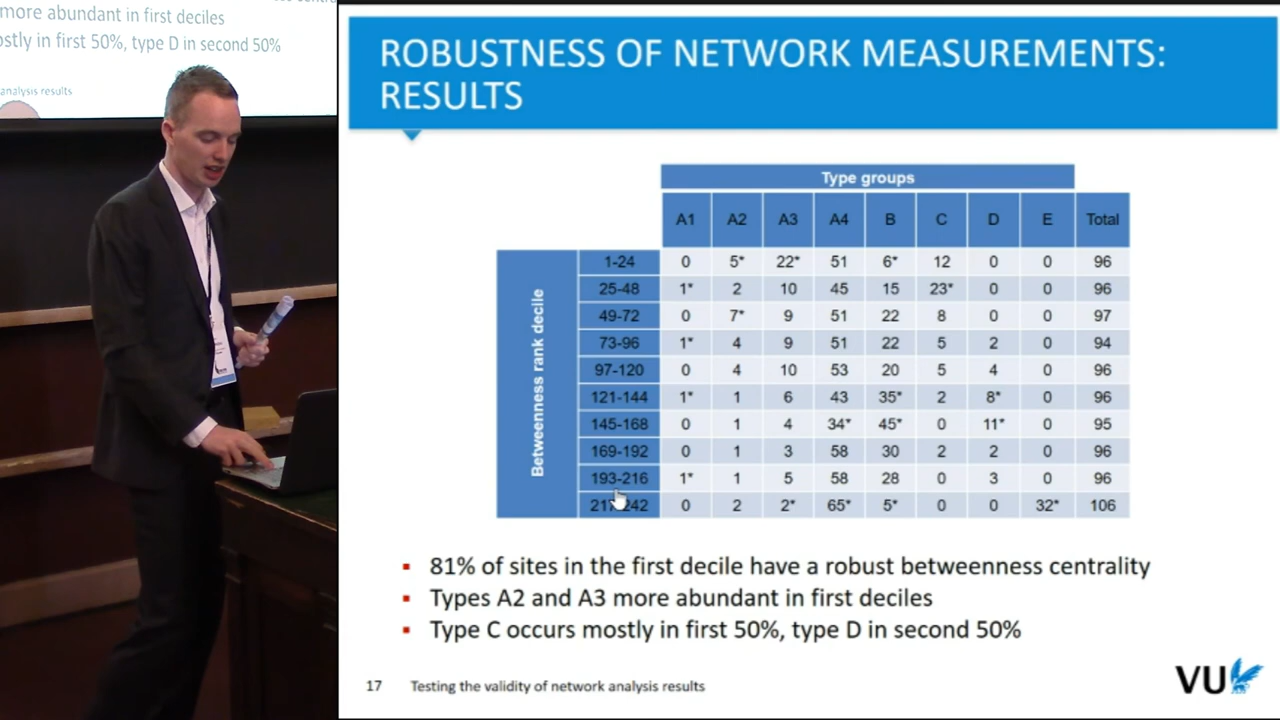 more abundant in first deciles
ostly in first 50%, type D in second 50%
analysis results
ROBUSTNESS OF NETWORK MEASUREMENTS:
RESULTS
Type groups
A1 A2 A3 A4 B C D E Total
Betweenness rank decile
1-24 0 5* 22* 51 6* 12 0 0 96
25-48 1* 2 10 45 15 23* 0 0 96
49-72 0 7* 9 51 22 8 0 0 97
73-96 1* 4 9 51 22 5 2 0 94
97-120 0 4 10 53 20 5 4 0 96
121-144 1* 1 6 43 35* 2 8* 0 96
145-168 0 1 4 34* 45* 0 11* 0 95
169-192 0 1 3 58 30 2 2 0 96
193-216 1* 1 5 58 28 0 3 0 96
217-242 0 2 2* 65* 5* 0 0 32* 106
▪ 81% of sites in the first decile have a robust betweenness centrality
▪ Types A2 and A3 more abundant in first deciles
▪ Type C occurs mostly in first 50%, type D in second 50%
17 Testing the validity of network analysis results
VU